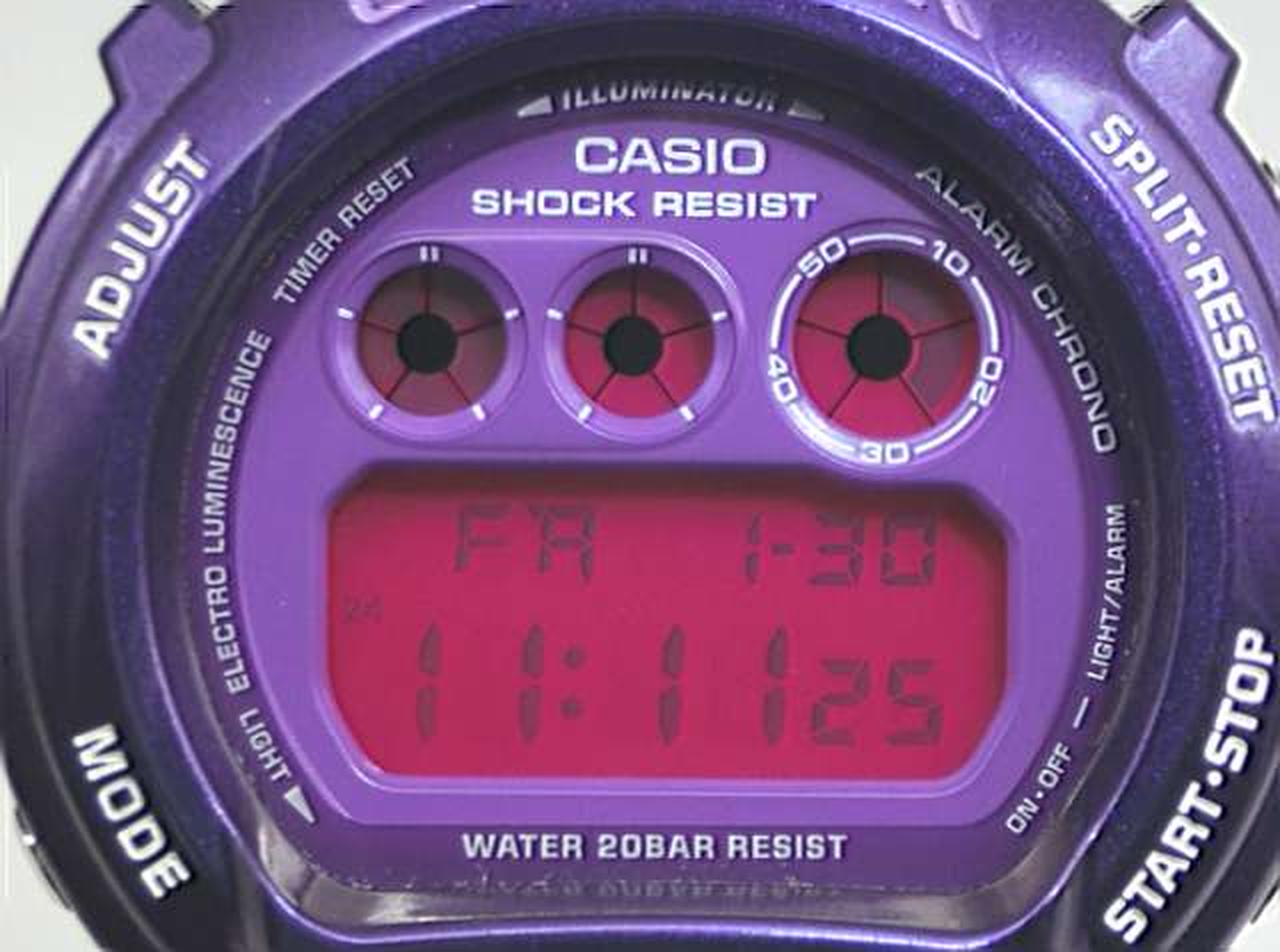 ILLUMINATOR
CASIO
SHOCK RESIST
ADJUST
TIMER RESET
ALARM CHRONO
SPLIT·RESET
50 10
40 20
30
ELECTRO LUMINESCENCE
FR 1-30
24
11:11 25
LIGHT
LIGHT/ALARM
ON·OFF
MODE
WATER 20BAR RESIST
START·STOP